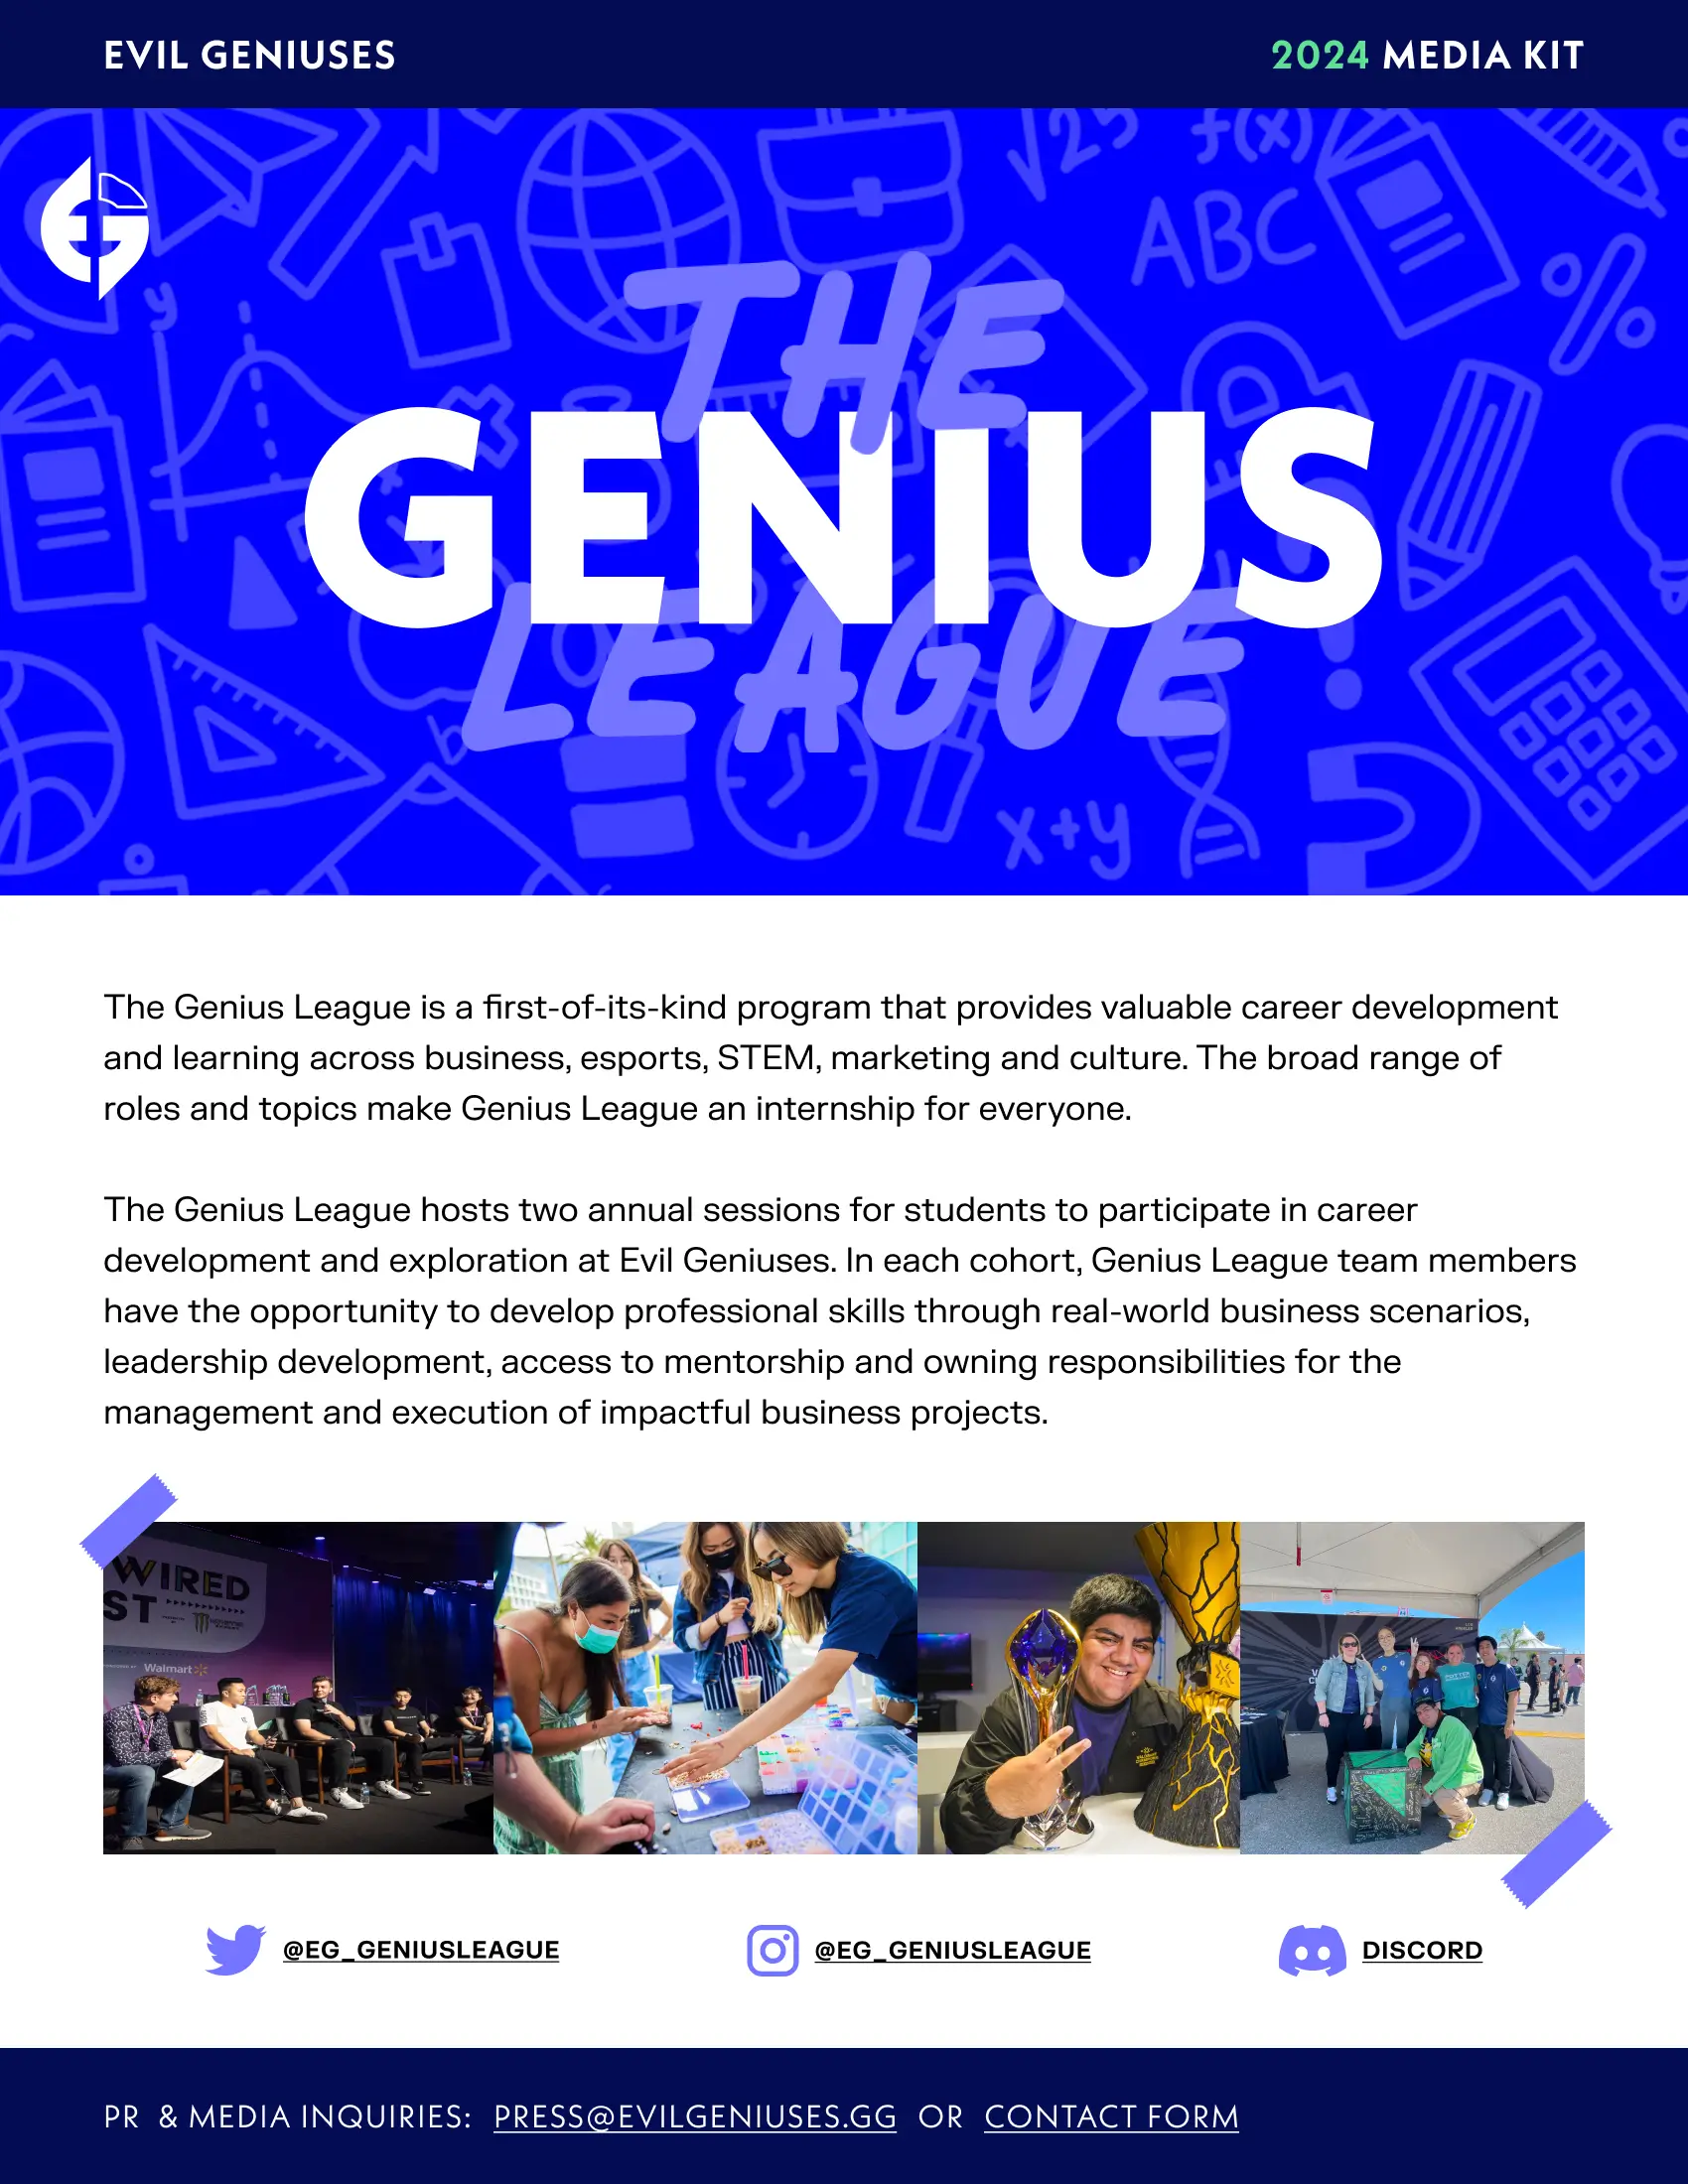 EVIL GENIUSES
2024 MEDIA KIT
√25
f(x)
ABC
%
y
x
b
x+y
THE
GENIUS
LEAGUE
The Genius League is a first-of-its-kind program that provides valuable career development
and learning across business, esports, STEM, marketing and culture. The broad range of
roles and topics make Genius League an internship for everyone.
The Genius League hosts two annual sessions for students to participate in career
development and exploration at Evil Geniuses. In each cohort, Genius League team members
have the opportunity to develop professional skills through real-world business scenarios,
leadership development, access to mentorship and owning responsibilities for the
management and execution of impactful business projects.
WIRED
ST
Walmart
@EG_GENIUSLEAGUE
@EG_GENIUSLEAGUE
DISCORD
PR & MEDIA INQUIRIES: PRESS@EVILGENIUSES.GG OR CONTACT FORM